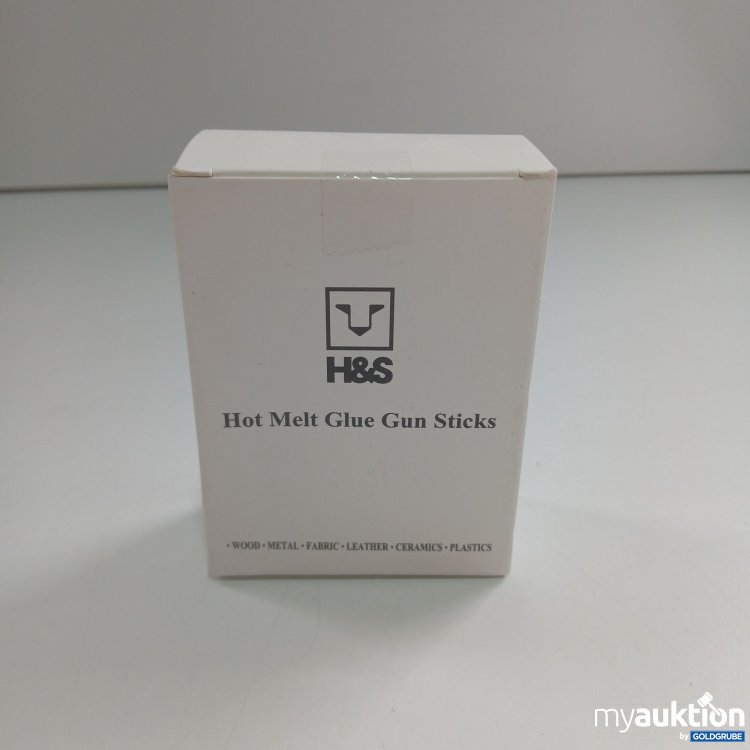 H&S
Hot Melt Glue Gun Sticks
• WOOD • METAL • FABRIC • LEATHER • CERAMICS • PLASTICS
myauktion
by GOLDGRUBE